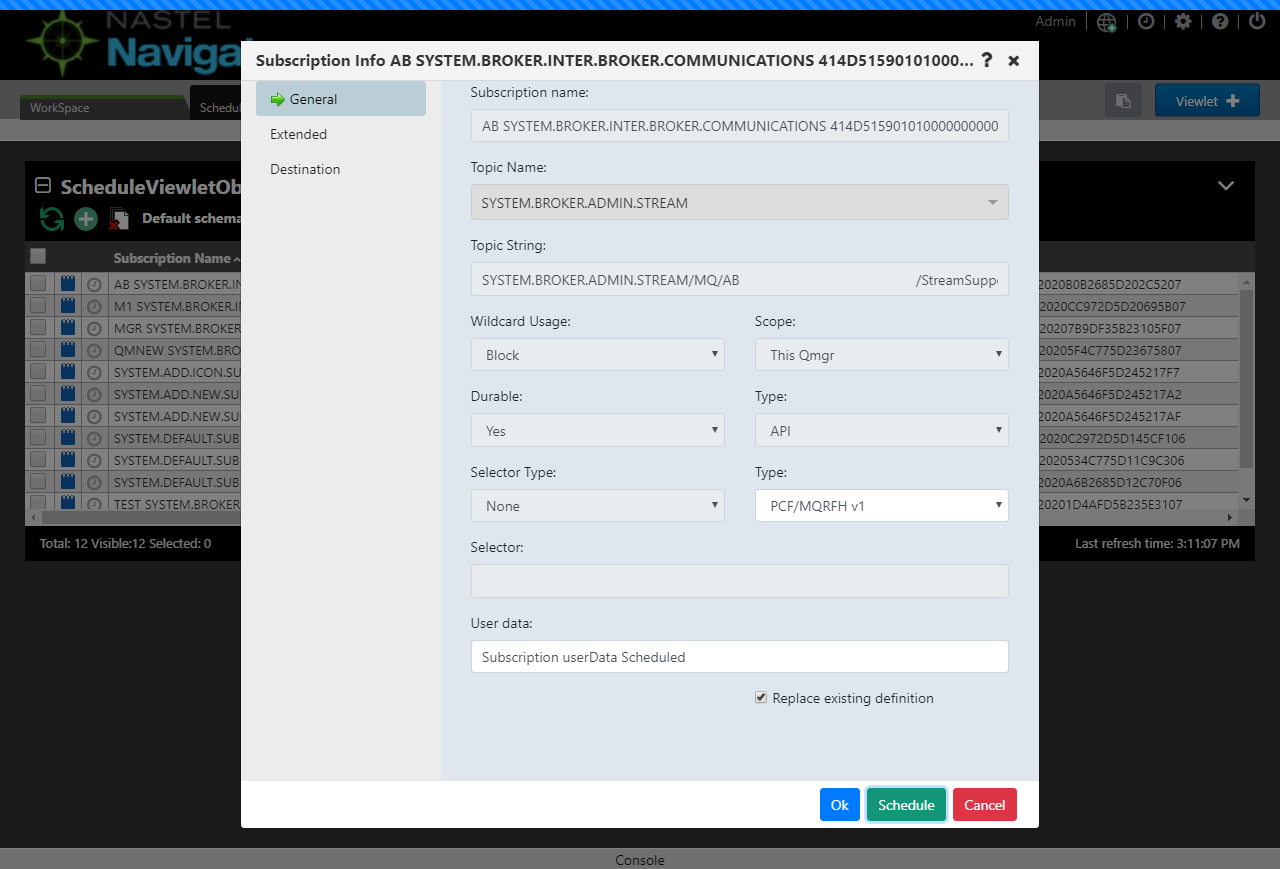 NASTEL
Admin
Naviga
Subscription Info AB SYSTEM.BROKER.INTER.BROKER.COMMUNICATIONS 414D51590101000... ? ×
WorkSpace
Schedul
Viewlet +
General
Extended
Destination
Subscription name:
AB SYSTEM.BROKER.INTER.BROKER.COMMUNICATIONS 414D515901010000000000
Topic Name:
SYSTEM.BROKER.ADMIN.STREAM
Topic String:
SYSTEM.BROKER.ADMIN.STREAM/MQ/AB /StreamSuppo
Wildcard Usage: Scope:
Block This Qmgr
Durable: Type:
Yes API
Selector Type: Type:
None PCF/MQRFH v1
Selector:
User data:
Subscription userData Scheduled
Replace existing definition
Ok Schedule Cancel
ScheduleViewletOb
Default schema
Subscription Name
AB SYSTEM.BROKER.IN 2020B0B2685D202C5207
M1 SYSTEM.BROKER 2020CC972D5D20695B07
MGR SYSTEM.BROKER 20207B9DF35B23105F07
QMNEW SYSTEM.BRO 20205F4C775D23675807
SYSTEM.ADD.ICON.SU 2020A5646F5D245217F7
SYSTEM.ADD.NEW.SU 2020A5646F5D245217A2
SYSTEM.ADD.NEW.SU 2020A5646F5D245217AF
SYSTEM.DEFAULT.SUB 2020C2972D5D145CF106
SYSTEM.DEFAULT.SUB 2020534C775D11C9C306
SYSTEM.DEFAULT.SUB 2020A6B2685D12C70F06
TEST SYSTEM.BROKER 20201D4AFD5B235E3107
Total: 12 Visible:12 Selected: 0
Last refresh time: 3:11:07 PM
Console